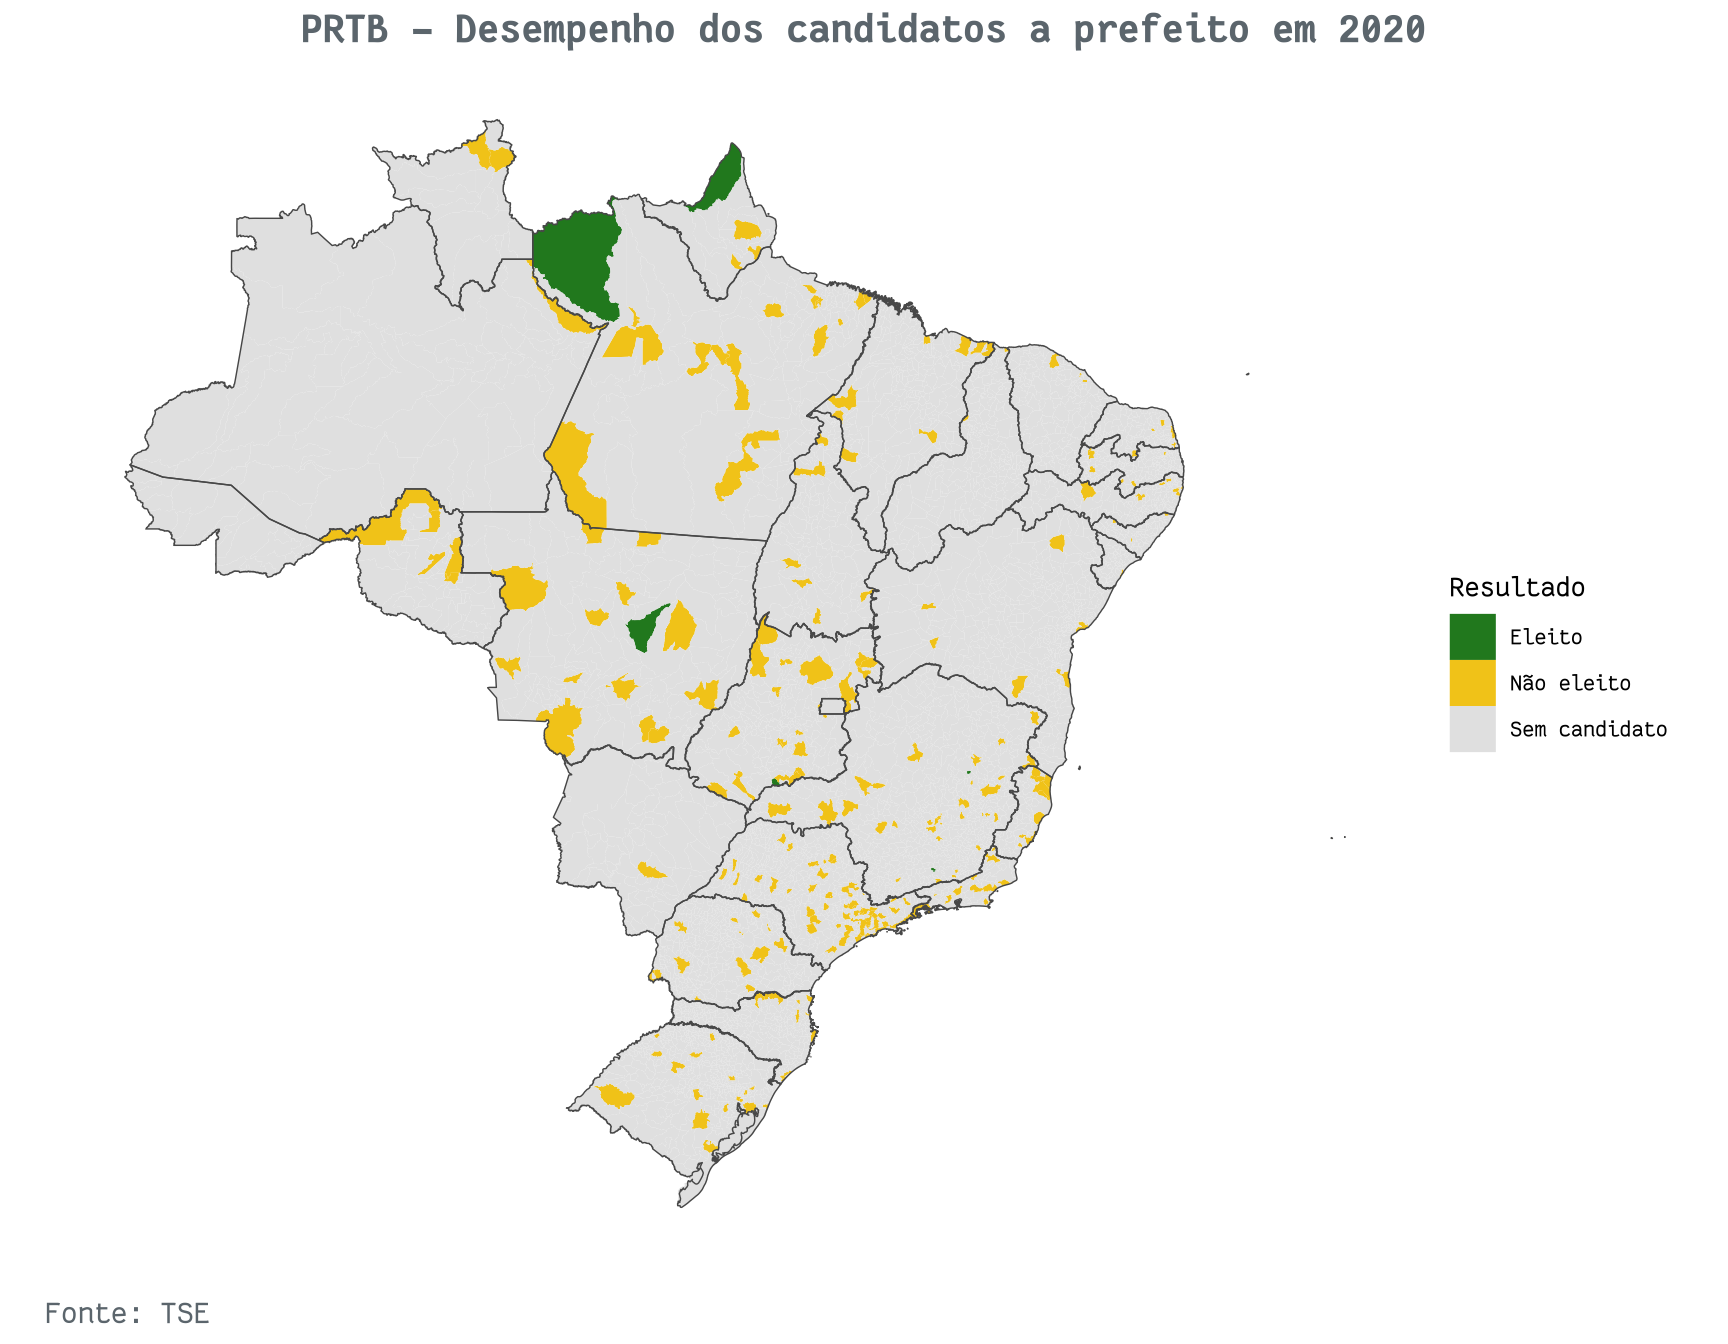 PRTB – Desempenho dos candidatos a prefeito em 2020
Resultado
Eleito
Não eleito
Sem candidato
Fonte: TSE